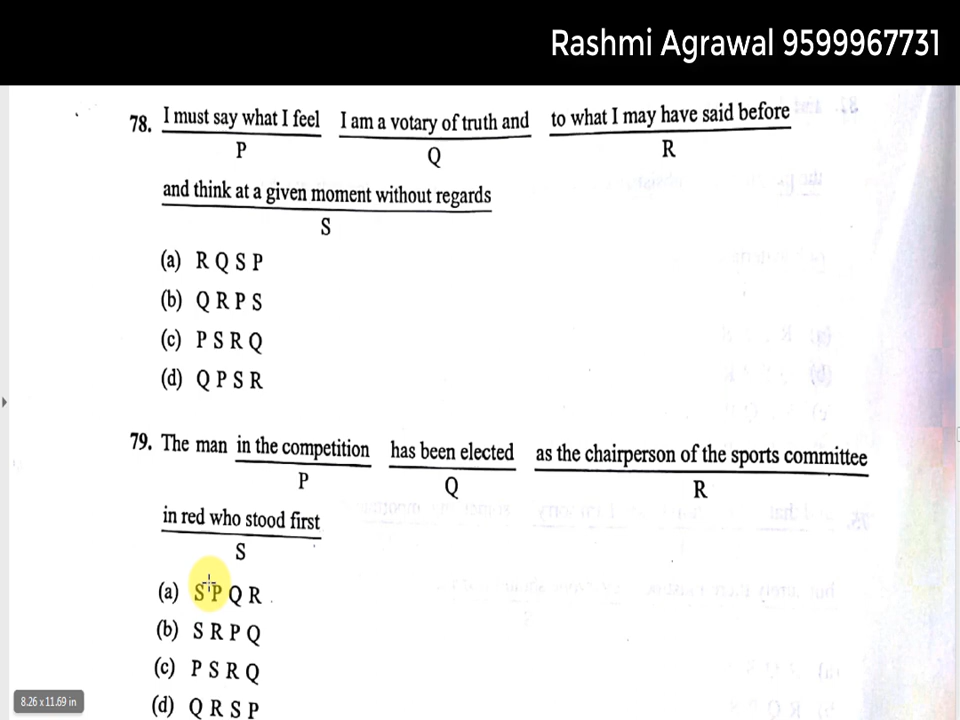 Rashmi Agrawal 9599967731
78. I must say what I feel I am a votary of truth and to what I may have said before
P Q R
and think at a given moment without regards
S
(a) R Q S P
(b) Q R P S
(c) P S R Q
(d) Q P S R
79. The man in the competition has been elected as the chairperson of the sports committee
P Q R
in red who stood first
S
(a) S P Q R
(b) S R P Q
(c) P S R Q
(d) Q R S P
8.26 x 11.69 in